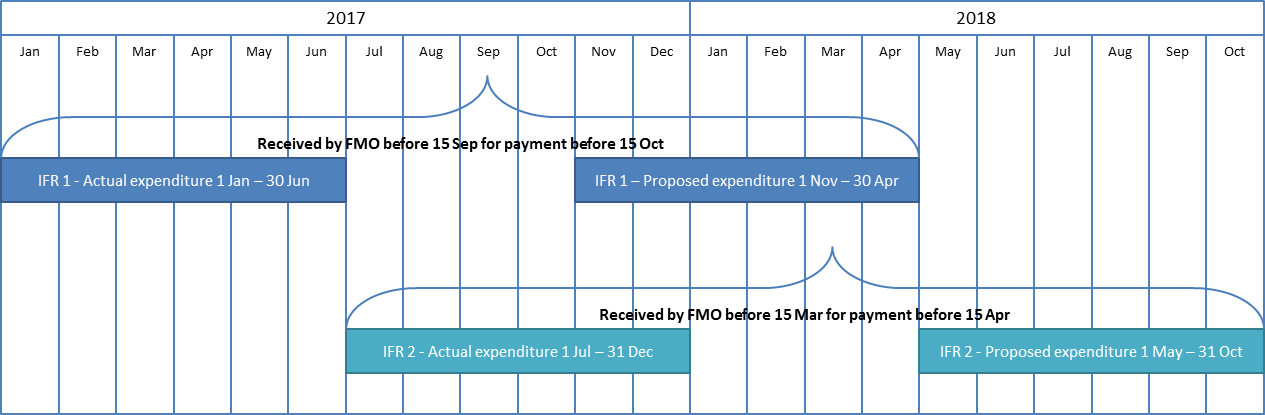 2017 2018
Jan Feb Mar Apr May Jun Jul Aug Sep Oct Nov Dec Jan Feb Mar Apr May Jun Jul Aug Sep Oct
Received by FMO before 15 Sep for payment before 15 Oct
IFR 1 - Actual expenditure 1 Jan – 30 Jun IFR 1 – Proposed expenditure 1 Nov – 30 Apr
Received by FMO before 15 Mar for payment before 15 Apr
IFR 2 - Actual expenditure 1 Jul – 31 Dec IFR 2 - Proposed expenditure 1 May – 31 Oct